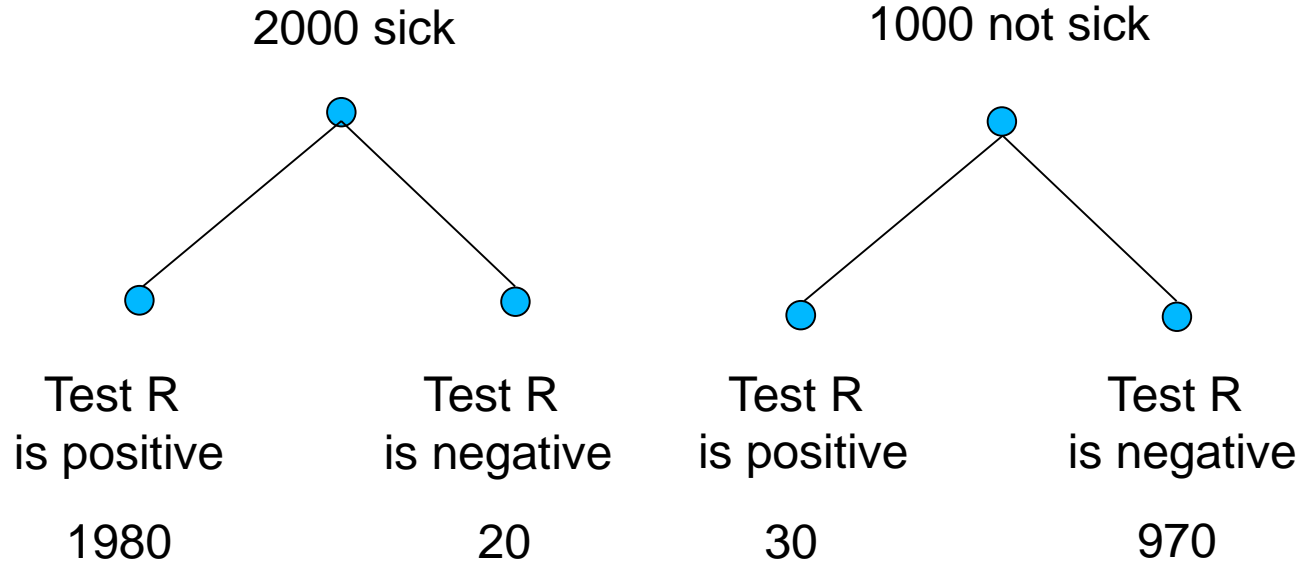 2000 sick
1000 not sick
Test R
is positive
Test R
is negative
Test R
is positive
Test R
is negative
1980
20
30
970